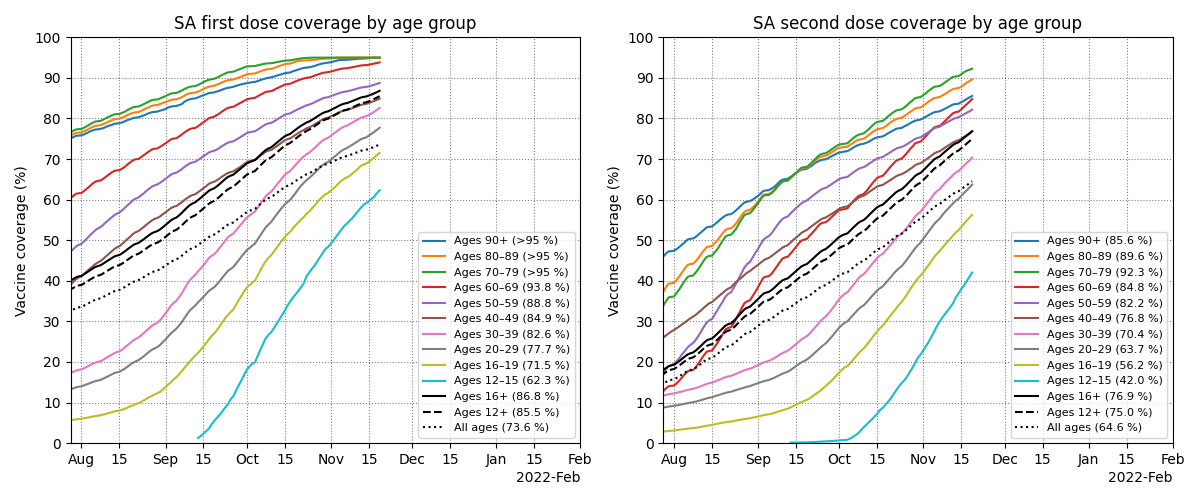 SA first dose coverage by age group
Vaccine coverage (%)
100
90
80
70
60
50
40
30
20
10
0
Aug 15 Sep 15 Oct 15 Nov 15 Dec 15 Jan 15 Feb
2022-Feb
Ages 90+ (>95 %)
Ages 80–89 (>95 %)
Ages 70–79 (>95 %)
Ages 60–69 (93.8 %)
Ages 50–59 (88.8 %)
Ages 40–49 (84.9 %)
Ages 30–39 (82.6 %)
Ages 20–29 (77.7 %)
Ages 16–19 (71.5 %)
Ages 12–15 (62.3 %)
Ages 16+ (86.8 %)
Ages 12+ (85.5 %)
All ages (73.6 %)
SA second dose coverage by age group
Vaccine coverage (%)
100
90
80
70
60
50
40
30
20
10
0
Aug 15 Sep 15 Oct 15 Nov 15 Dec 15 Jan 15 Feb
2022-Feb
Ages 90+ (85.6 %)
Ages 80–89 (89.6 %)
Ages 70–79 (92.3 %)
Ages 60–69 (84.8 %)
Ages 50–59 (82.2 %)
Ages 40–49 (76.8 %)
Ages 30–39 (70.4 %)
Ages 20–29 (63.7 %)
Ages 16–19 (56.2 %)
Ages 12–15 (42.0 %)
Ages 16+ (76.9 %)
Ages 12+ (75.0 %)
All ages (64.6 %)